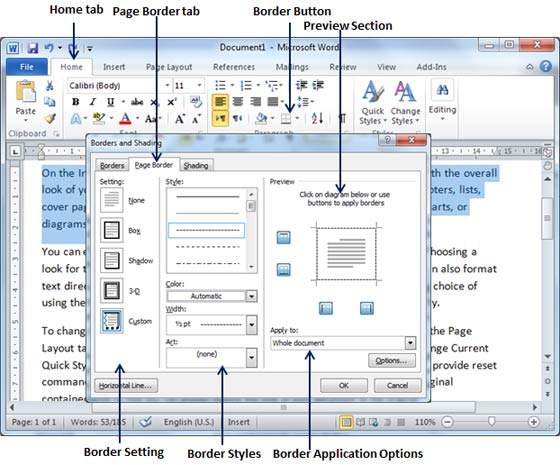 Home tab Page Border tab Border Button
Preview Section
Document1 - Microsoft Word
File Home Insert Page Layout References Mailings Review View Add-Ins
Calibri (Body) 11
Paste Quick Styles Change Styles Editing
Clipboard Font Paragraph Styles
Borders and Shading
Borders Page Border Shading
On the In
with the overall
look of yo
ters, lists,
cover pag
arts, or
diagrams
You can e
hoosing a
look for t
n also format
text direc
choice of
using the
To chang
the Page
Layout ta
nge Current
Quick Sty
provide reset
comman
ginal
container
Setting:
None
Box
Shadow
3-D
Custom
Style:
Color:
Automatic
Width:
½ pt
Art:
(none)
Preview
Click on diagram below or use
buttons to apply borders
Apply to:
Whole document
Options...
Horizontal Line... OK Cancel
Page: 1 of 1 Words: 53/185 English (U.S.) Insert 110%
Border Setting Border Styles Border Application Options